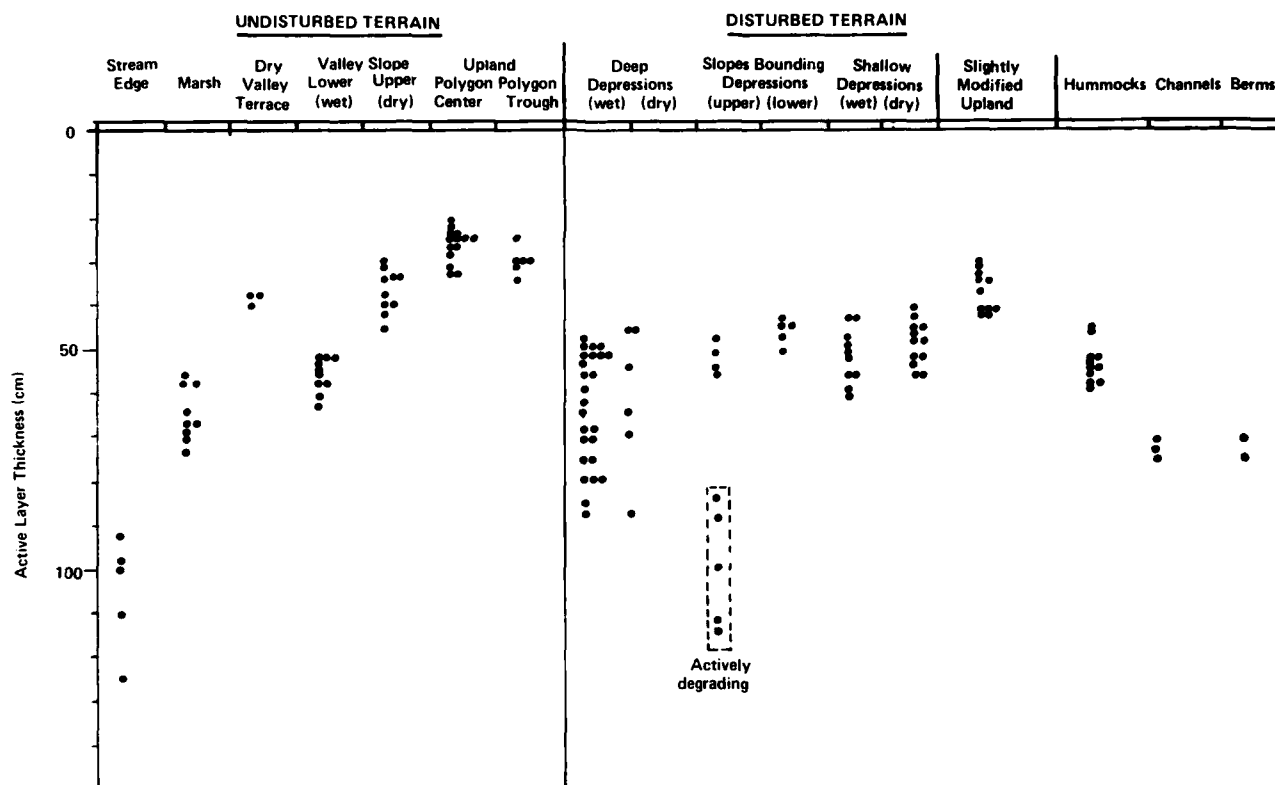 UNDISTURBED TERRAIN
DISTURBED TERRAIN
Stream
Edge
Marsh
Dry
Valley
Terrace
Valley Slope
Lower Upper
(wet) (dry)
Upland
Polygon Polygon
Center Trough
Deep
Depressions
(wet) (dry)
Slopes Bounding
Depressions
(upper) (lower)
Shallow
Depressions
(wet) (dry)
Slightly
Modified
Upland
Hummocks
Channels
Berms
0
50
100
Active Layer Thickness (cm)
Actively
degrading